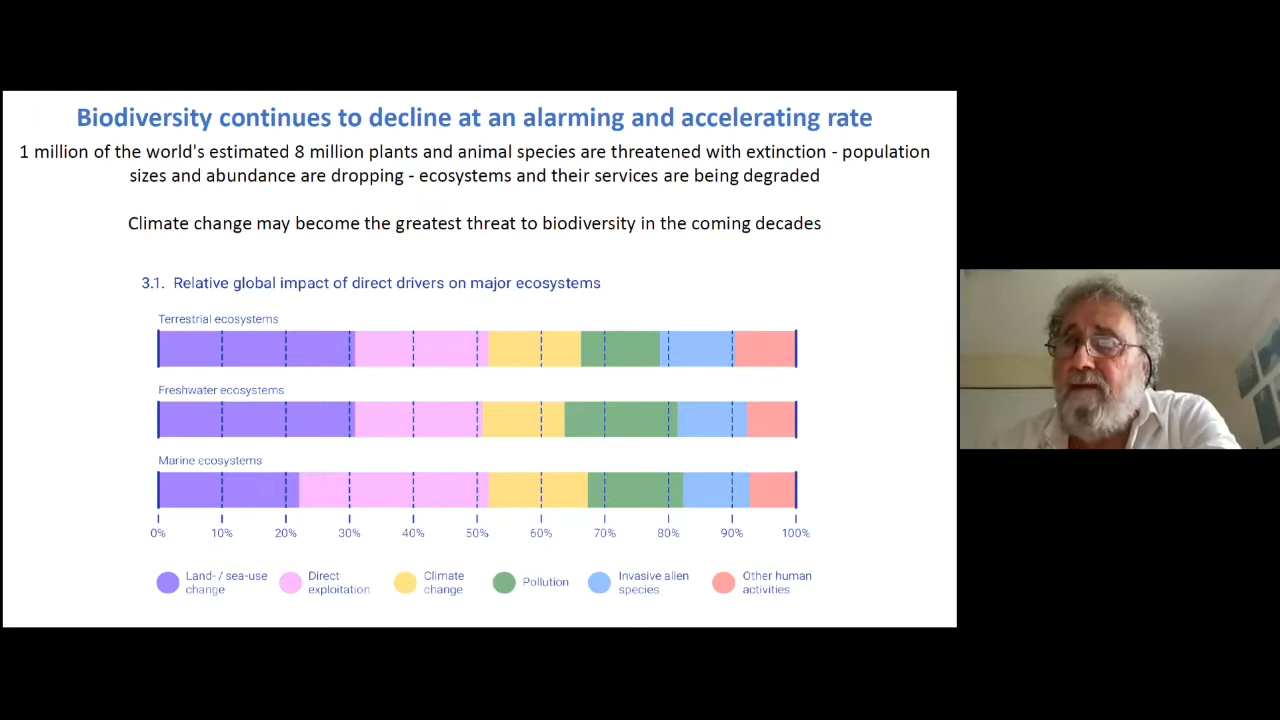 Biodiversity continues to decline at an alarming and accelerating rate
1 million of the world's estimated 8 million plants and animal species are threatened with extinction - population
sizes and abundance are dropping - ecosystems and their services are being degraded
Climate change may become the greatest threat to biodiversity in the coming decades
3.1. Relative global impact of direct drivers on major ecosystems
Terrestrial ecosystems
Freshwater ecosystems
Marine ecosystems
0% 10% 20% 30% 40% 50% 60% 70% 80% 90% 100%
Land- / sea-use change
Direct exploitation
Climate change
Pollution
Invasive alien species
Other human activities